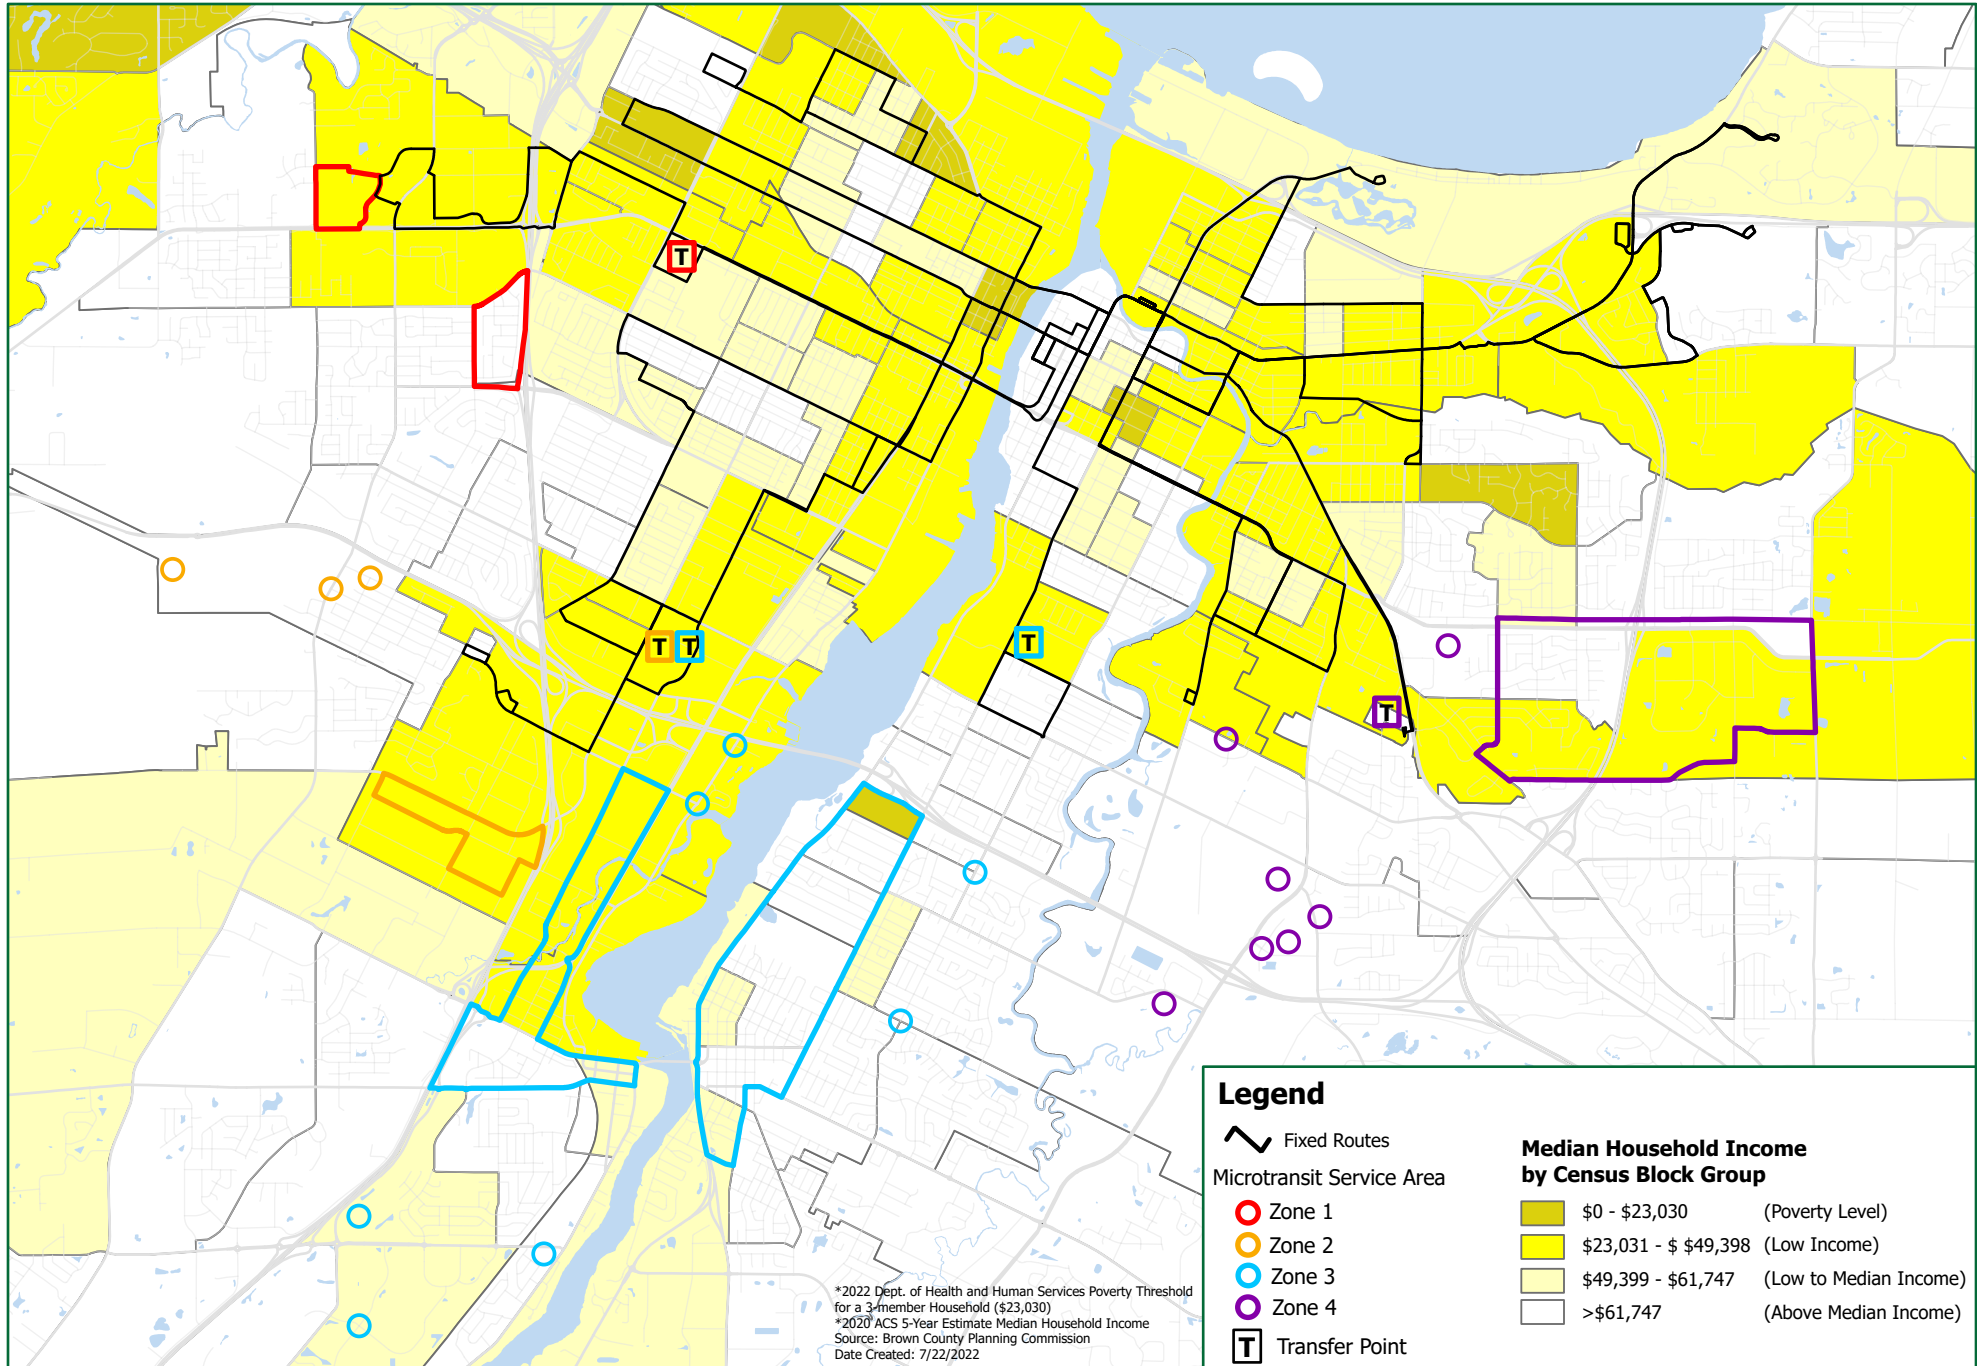 T
T
T
T
T
Legend
Fixed Routes
Microtransit Service Area
Zone 1
Zone 2
Zone 3
Zone 4
T Transfer Point
Median Household Income
by Census Block Group
$0 - $23,030 (Poverty Level)
$23,031 - $ $49,398 (Low Income)
$49,399 - $61,747 (Low to Median Income)
>$61,747 (Above Median Income)
*2022 Dept. of Health and Human Services Poverty Threshold
for a 3-member Household ($23,030)
*2020 ACS 5-Year Estimate Median Household Income
Source: Brown County Planning Commission
Date Created: 7/22/2022